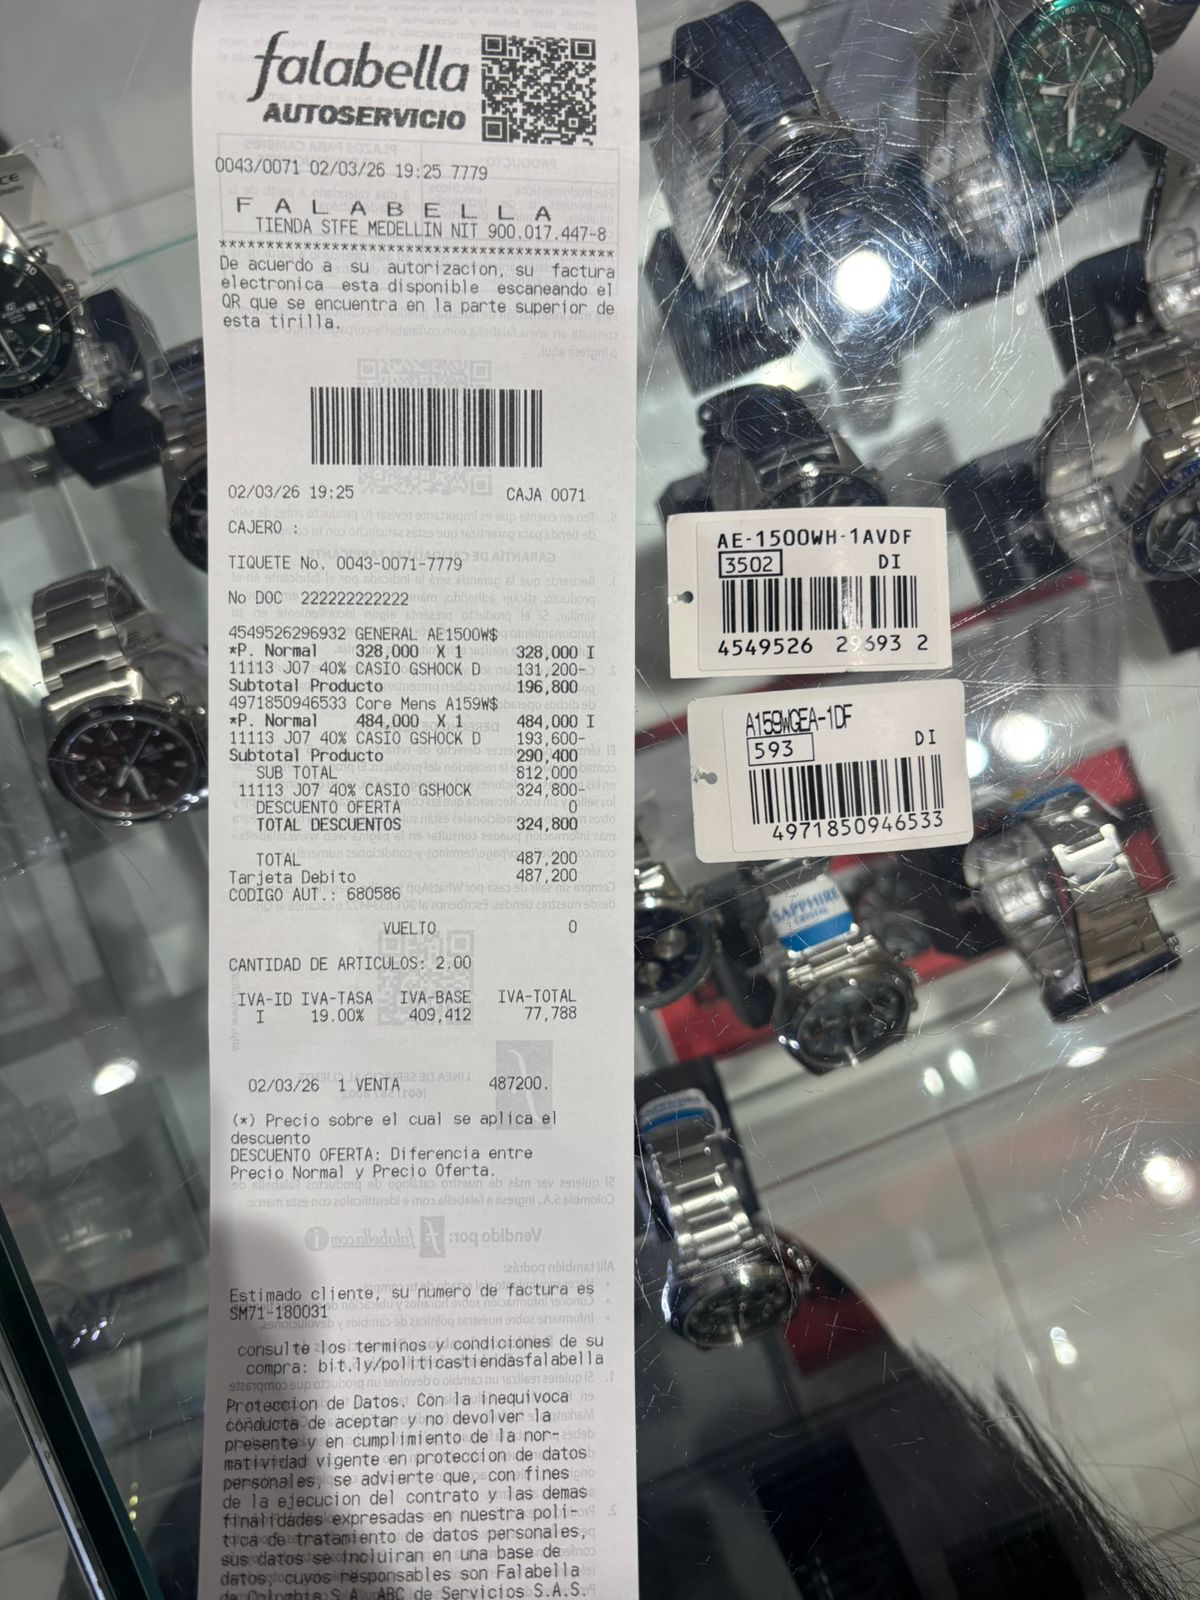 falabella
AUTOSERVICIO
0043/0071 02/03/26 19:25 7779
F A L A B E L L A
TIENDA STFE MEDELLIN NIT 900.017.447-8
******************************************
De acuerdo a su autorizacion, su factura
electronica esta disponible escaneando el
QR que se encuentra en la parte superior de
esta tirilla.
02/03/26 19:25 CAJA 0071
CAJERO :
TIQUETE No. 0043-0071-7779
No DOC 222222222222
4549526296932 GENERAL AE1500W$
*P. Normal 328,000 X 1 328,000 I
11113 J07 40% CASIO GSHOCK D 131,200-
Subtotal Producto 196,800
4971850946533 Core Mens A159W$
*P. Normal 484,000 X 1 484,000 I
11113 J07 40% CASIO GSHOCK D 193,600-
Subtotal Producto 290,400
SUB TOTAL 812,000
11113 J07 40% CASIO GSHOCK 324,800-
DESCUENTO OFERTA 0
TOTAL DESCUENTOS 324,800
TOTAL 487,200
Tarjeta Debito 487,200
CODIGO AUT.: 680586
VUELTO 0
CANTIDAD DE ARTICULOS: 2.00
IVA-ID IVA-TASA IVA-BASE IVA-TOTAL
I 19.00% 409,412 77,788
02/03/26 1 VENTA 487200.
(*) Precio sobre el cual se aplica el
descuento
DESCUENTO OFERTA: Diferencia entre
Precio Normal y Precio Oferta.
Estimado cliente, su numero de factura es
SM71-180031
consulte los terminos y condiciones de su
compra: bit.ly/politicastiendasfalabella
Proteccion de Datos. Con la inequivoca
conducta de aceptar y no devolver la
presente y en cumplimiento de la nor-
matividad vigente en proteccion de datos
personales, se advierte que, con fines
de la ejecucion del contrato y las demas
finalidades expresadas en nuestra poli-
tica de tratamiento de datos personales,
sus datos se incluiran en una base de
datos, cuyos responsables son Falabella
de Colombia S.A. ABC de Servicios S.A.S.
AE-1500WH-1AVDF
3502 DI
4549526 29693 2
A159WGEA-1DF
593 DI
4971850946533
SAPPHIRE
CRYSTAL